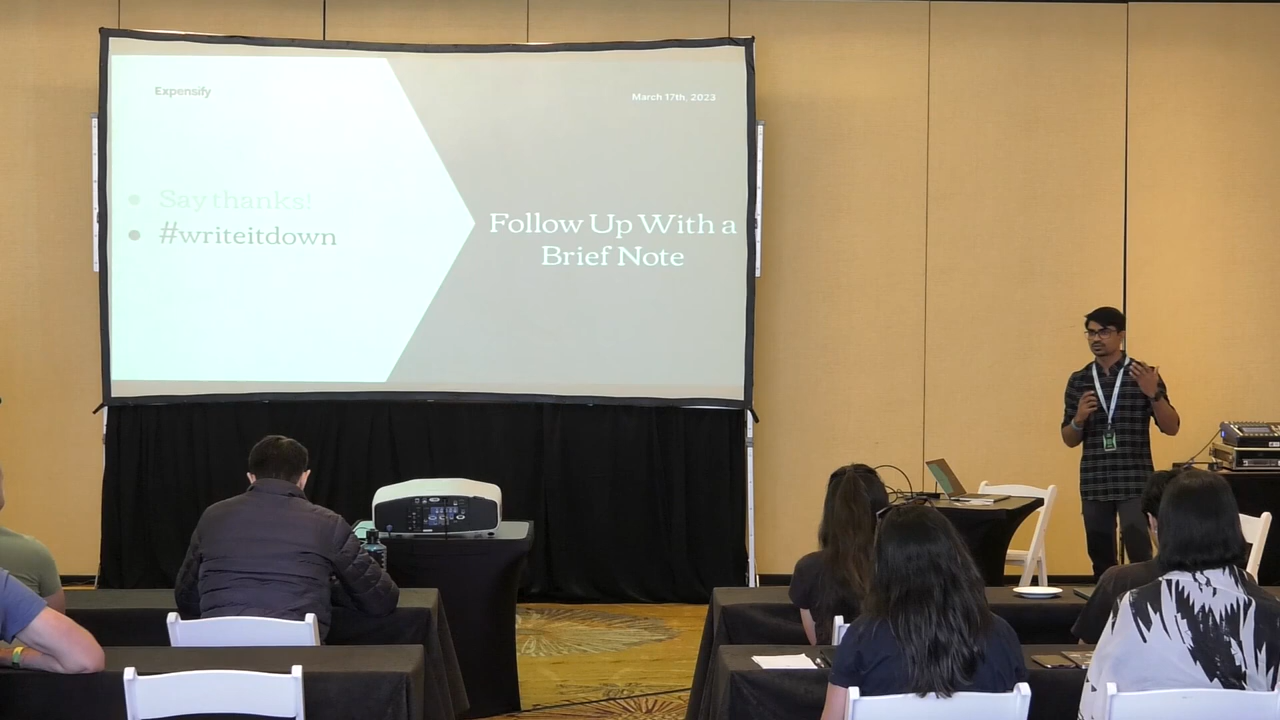 Expensify
March 17th, 2023
Say thanks!
#writeitdown
Follow Up With a
Brief Note